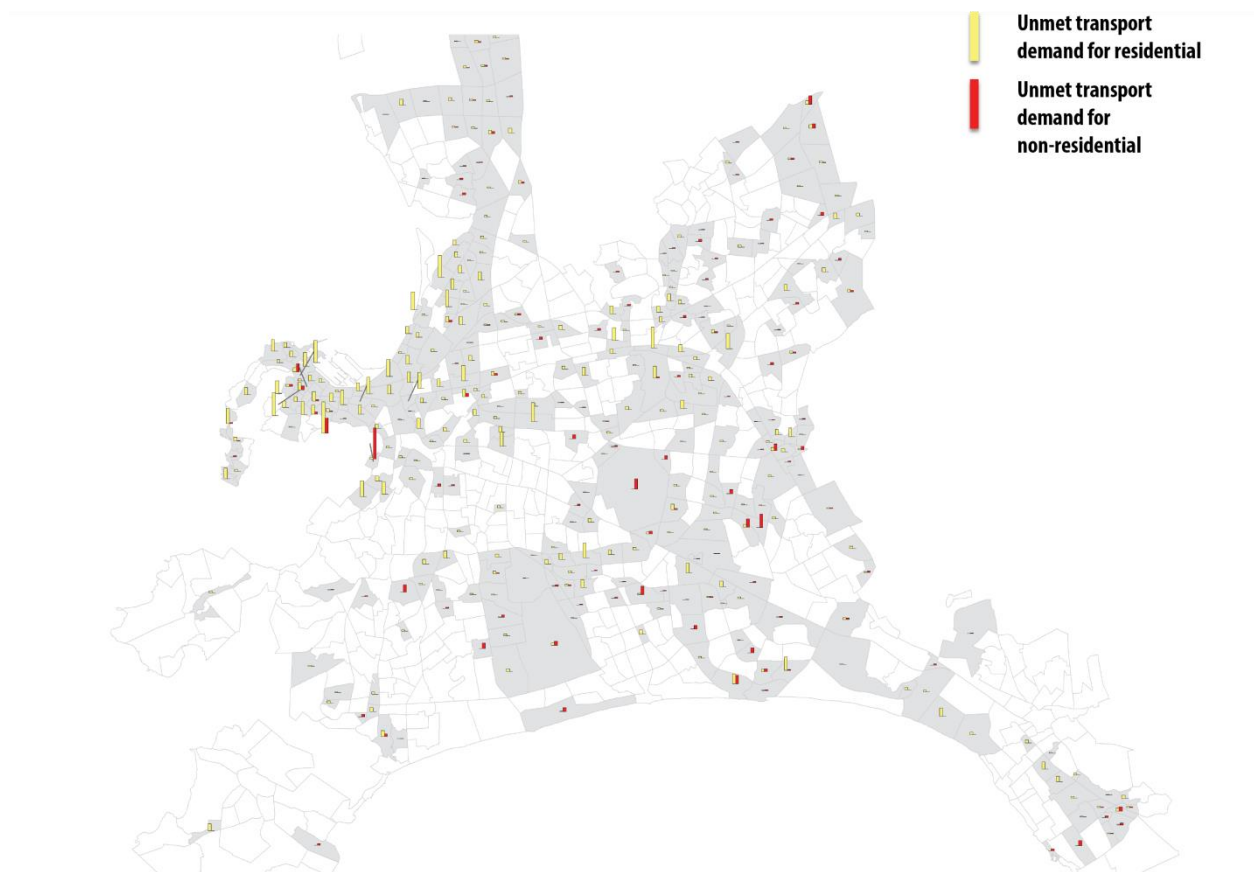 Unmet transport
demand for residential
Unmet transport
demand for
non-residential